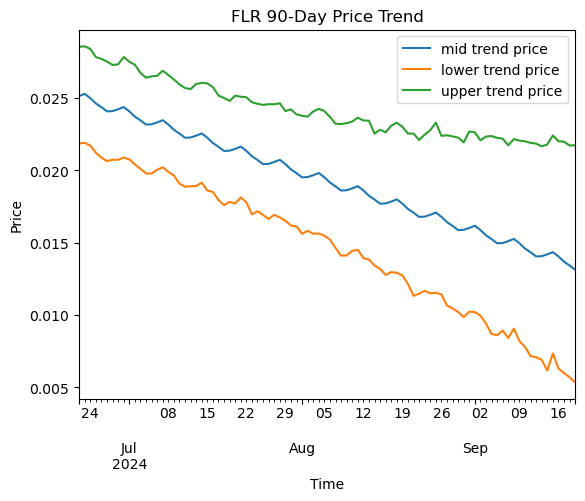 FLR 90-Day Price Trend
mid trend price
lower trend price
upper trend price
Price
0.025
0.020
0.015
0.010
0.005
24 08 15 22 29 05 12 19 26 02 09 16
Jul Aug Sep
2024
Time